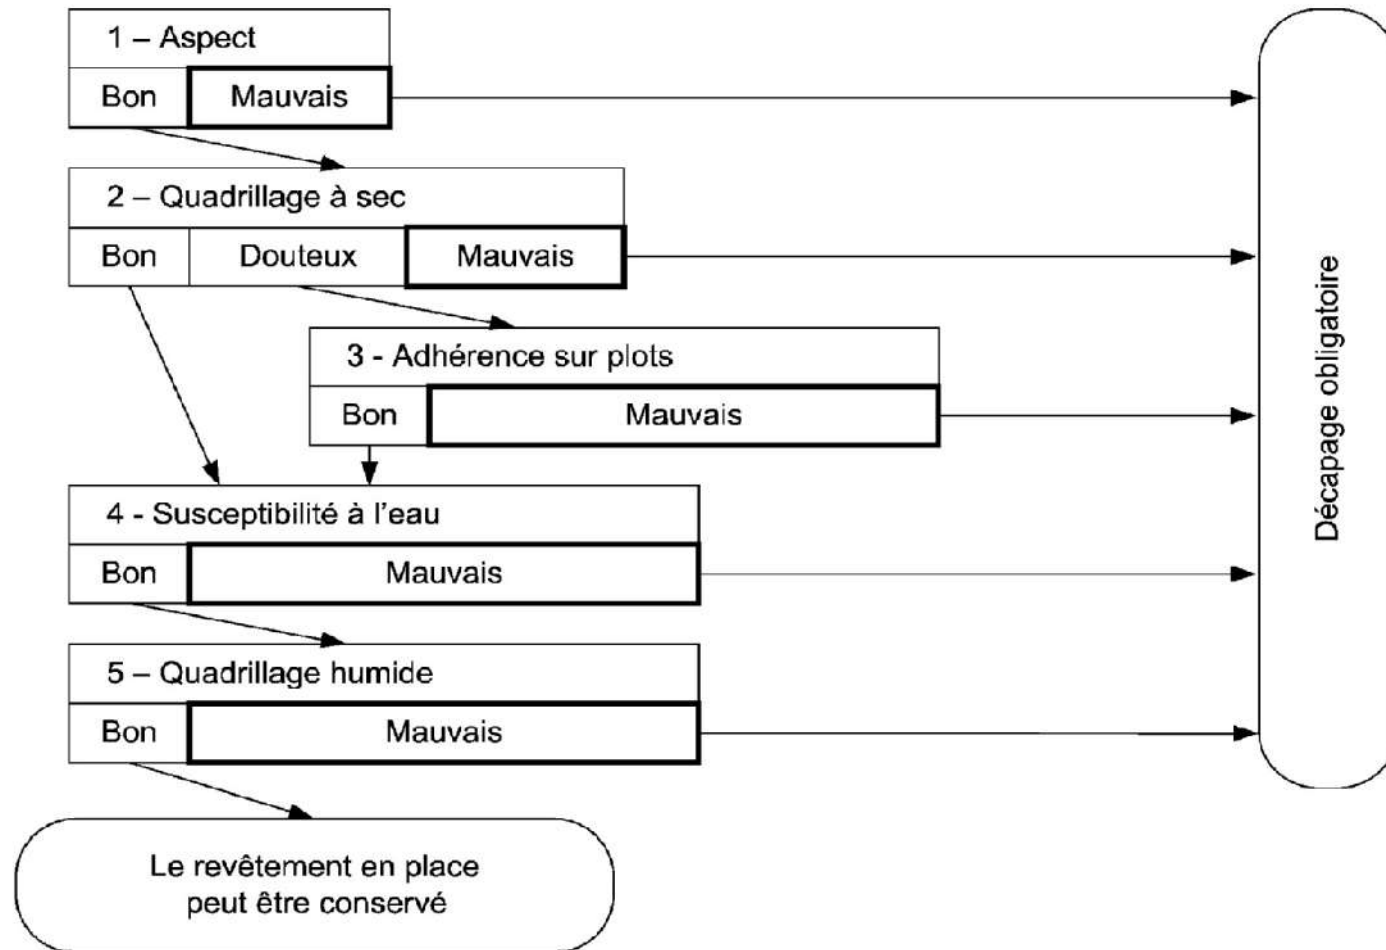 1 – Aspect
Bon Mauvais
2 – Quadrillage à sec
Bon Douteux Mauvais
3 - Adhérence sur plots
Bon Mauvais
4 - Susceptibilité à l'eau
Bon Mauvais
5 – Quadrillage humide
Bon Mauvais
Le revêtement en place
peut être conservé
Décapage obligatoire